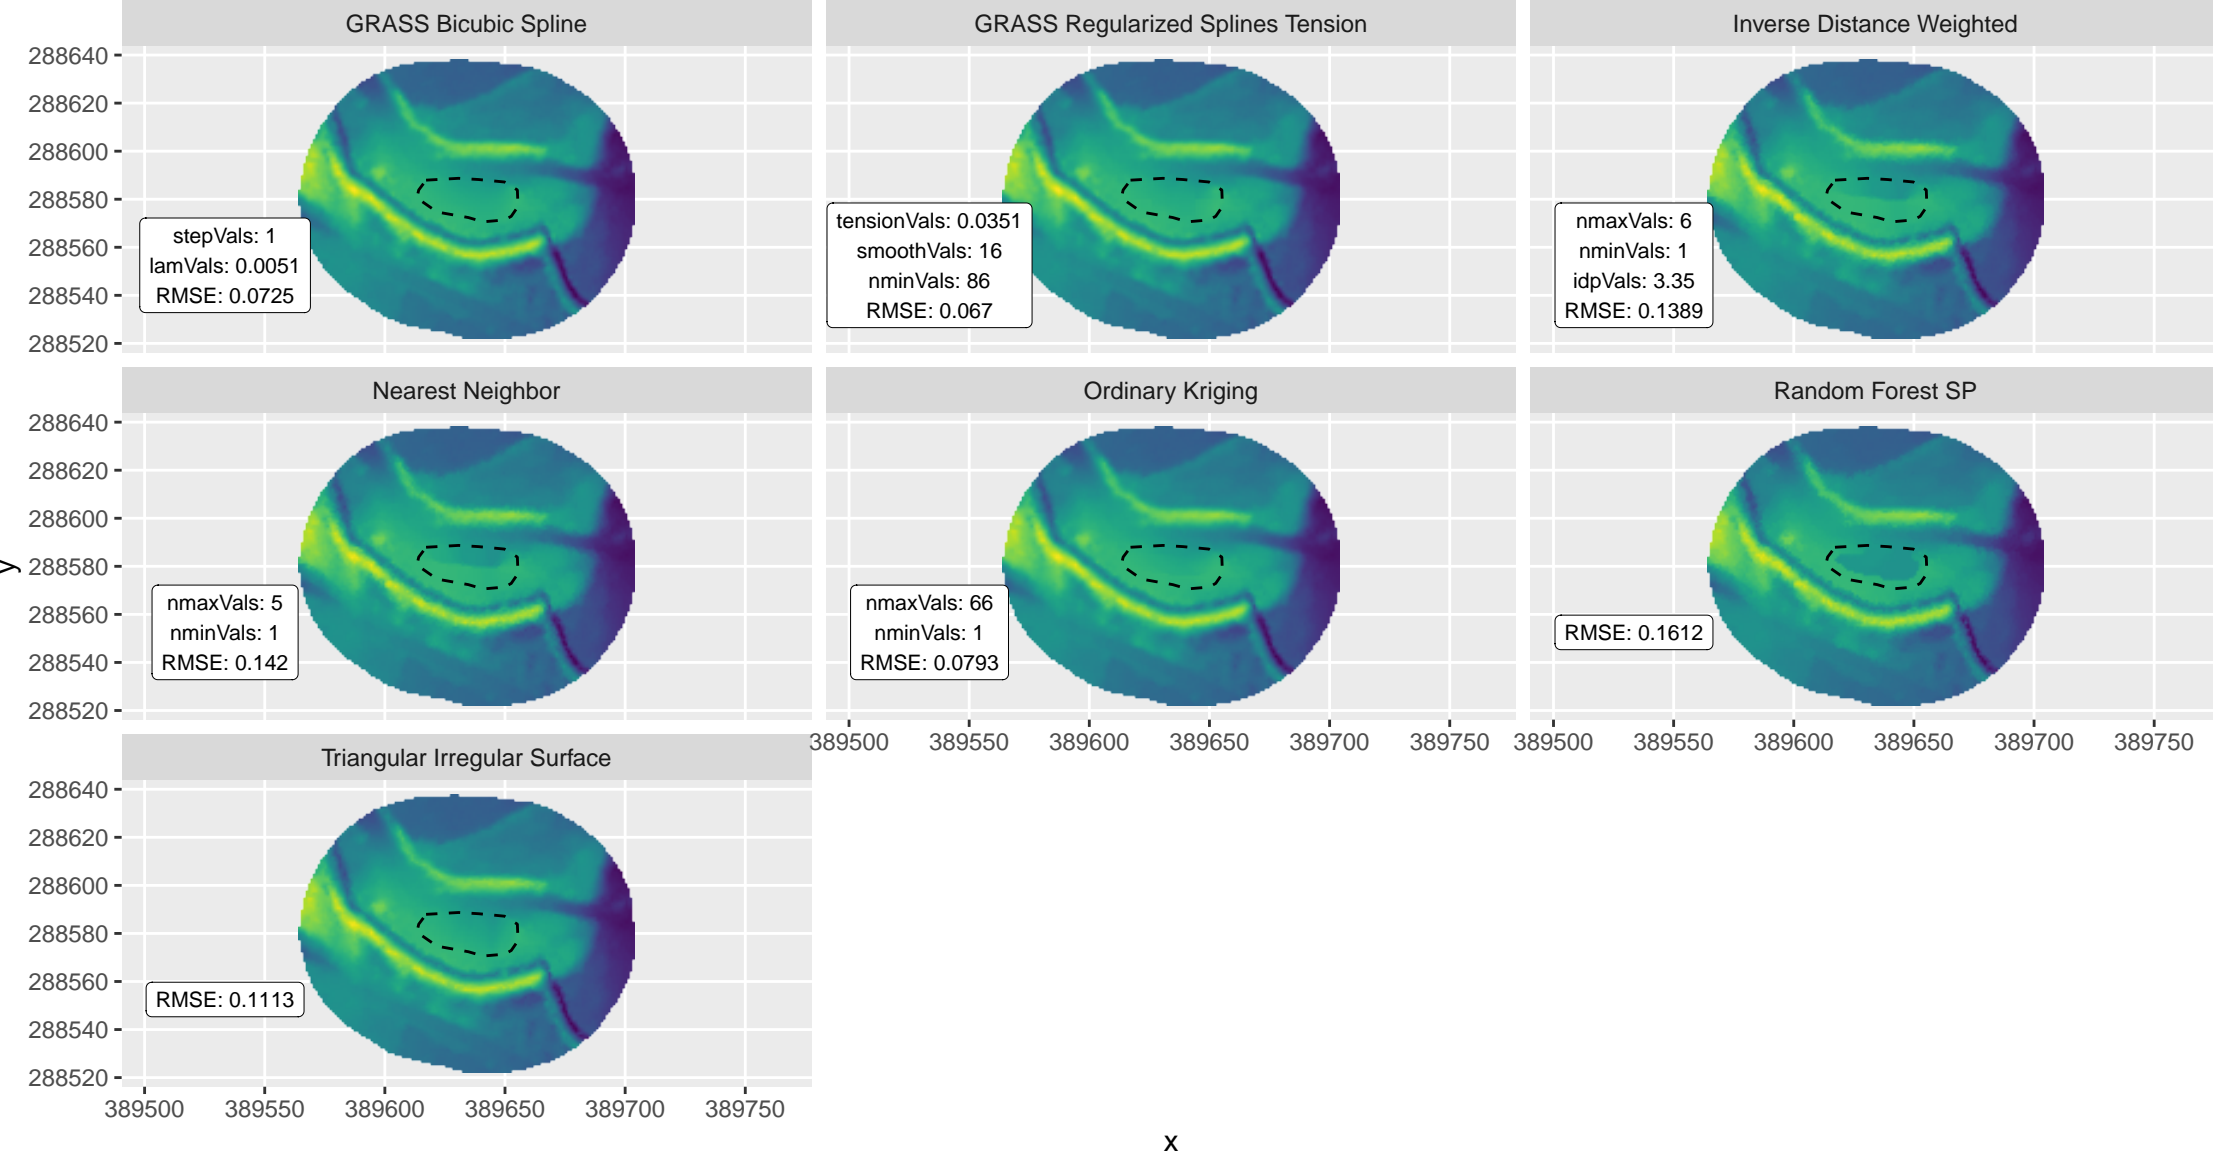 GRASS Bicubic Spline
GRASS Regularized Splines Tension
Inverse Distance Weighted
288640
288620
288600
288580
288560
288540
288520
stepVals: 1
lamVals: 0.0051
RMSE: 0.0725
tensionVals: 0.0351
smoothVals: 16
nminVals: 86
RMSE: 0.067
nmaxVals: 6
nminVals: 1
idpVals: 3.35
RMSE: 0.1389
Nearest Neighbor
Ordinary Kriging
Random Forest SP
288640
288620
288600
288580
288560
288540
288520
y
nmaxVals: 5
nminVals: 1
RMSE: 0.142
nmaxVals: 66
nminVals: 1
RMSE: 0.0793
RMSE: 0.1612
389500 389550 389600 389650 389700 389750
389500 389550 389600 389650 389700 389750
Triangular Irregular Surface
288640
288620
288600
288580
288560
288540
288520
RMSE: 0.1113
389500 389550 389600 389650 389700 389750
x